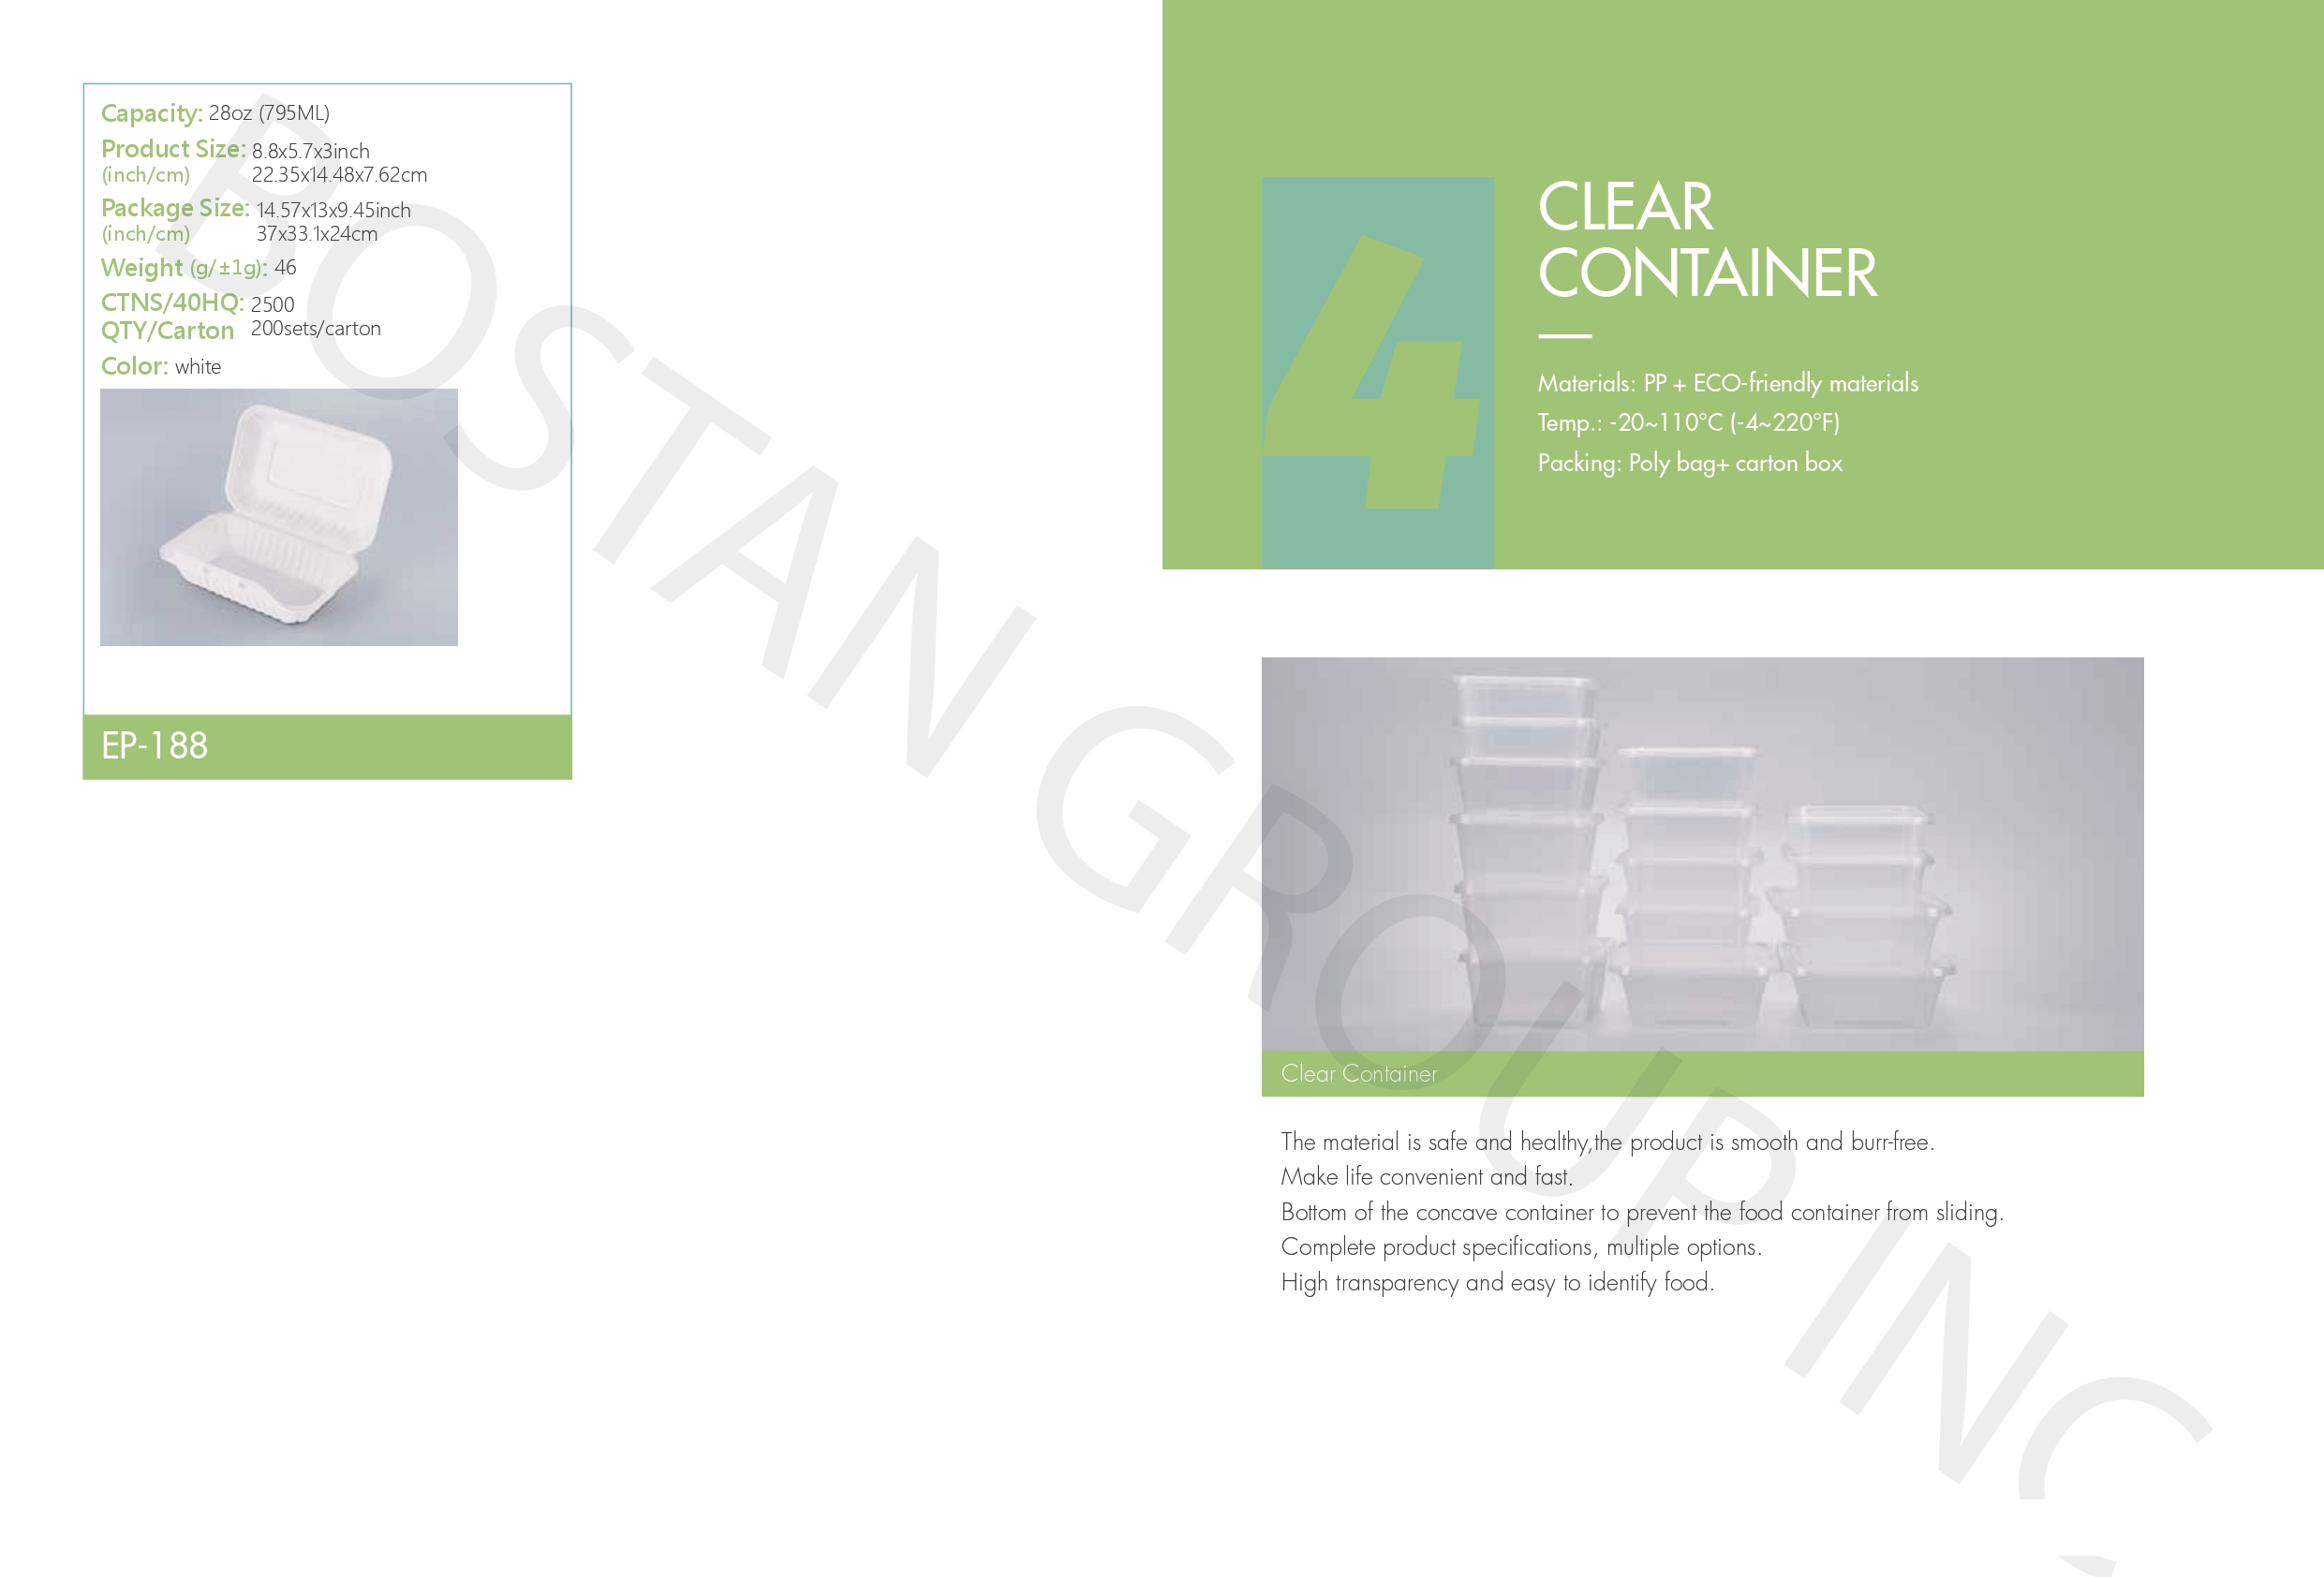 Capacity: 28oz (795ML)
Product Size: 8.8x5.7x3inch
(inch/cm) 22.35x14.48x7.62cm
Package Size: 14.57x13x9.45inch
(inch/cm) 37x33.1x24cm
Weight (g/±1g): 46
CTNS/40HQ: 2500
QTY/Carton 200sets/carton
Color: white
EP-188
4
CLEAR
CONTAINER
Materials: PP + ECO-friendly materials
Temp.: -20~110°C (-4~220°F)
Packing: Poly bag+ carton box
Clear Container
The material is safe and healthy,the product is smooth and burr-free.
Make life convenient and fast.
Bottom of the concave container to prevent the food container from sliding.
Complete product specifications, multiple options.
High transparency and easy to identify food.
BOSTAN GROUP INC